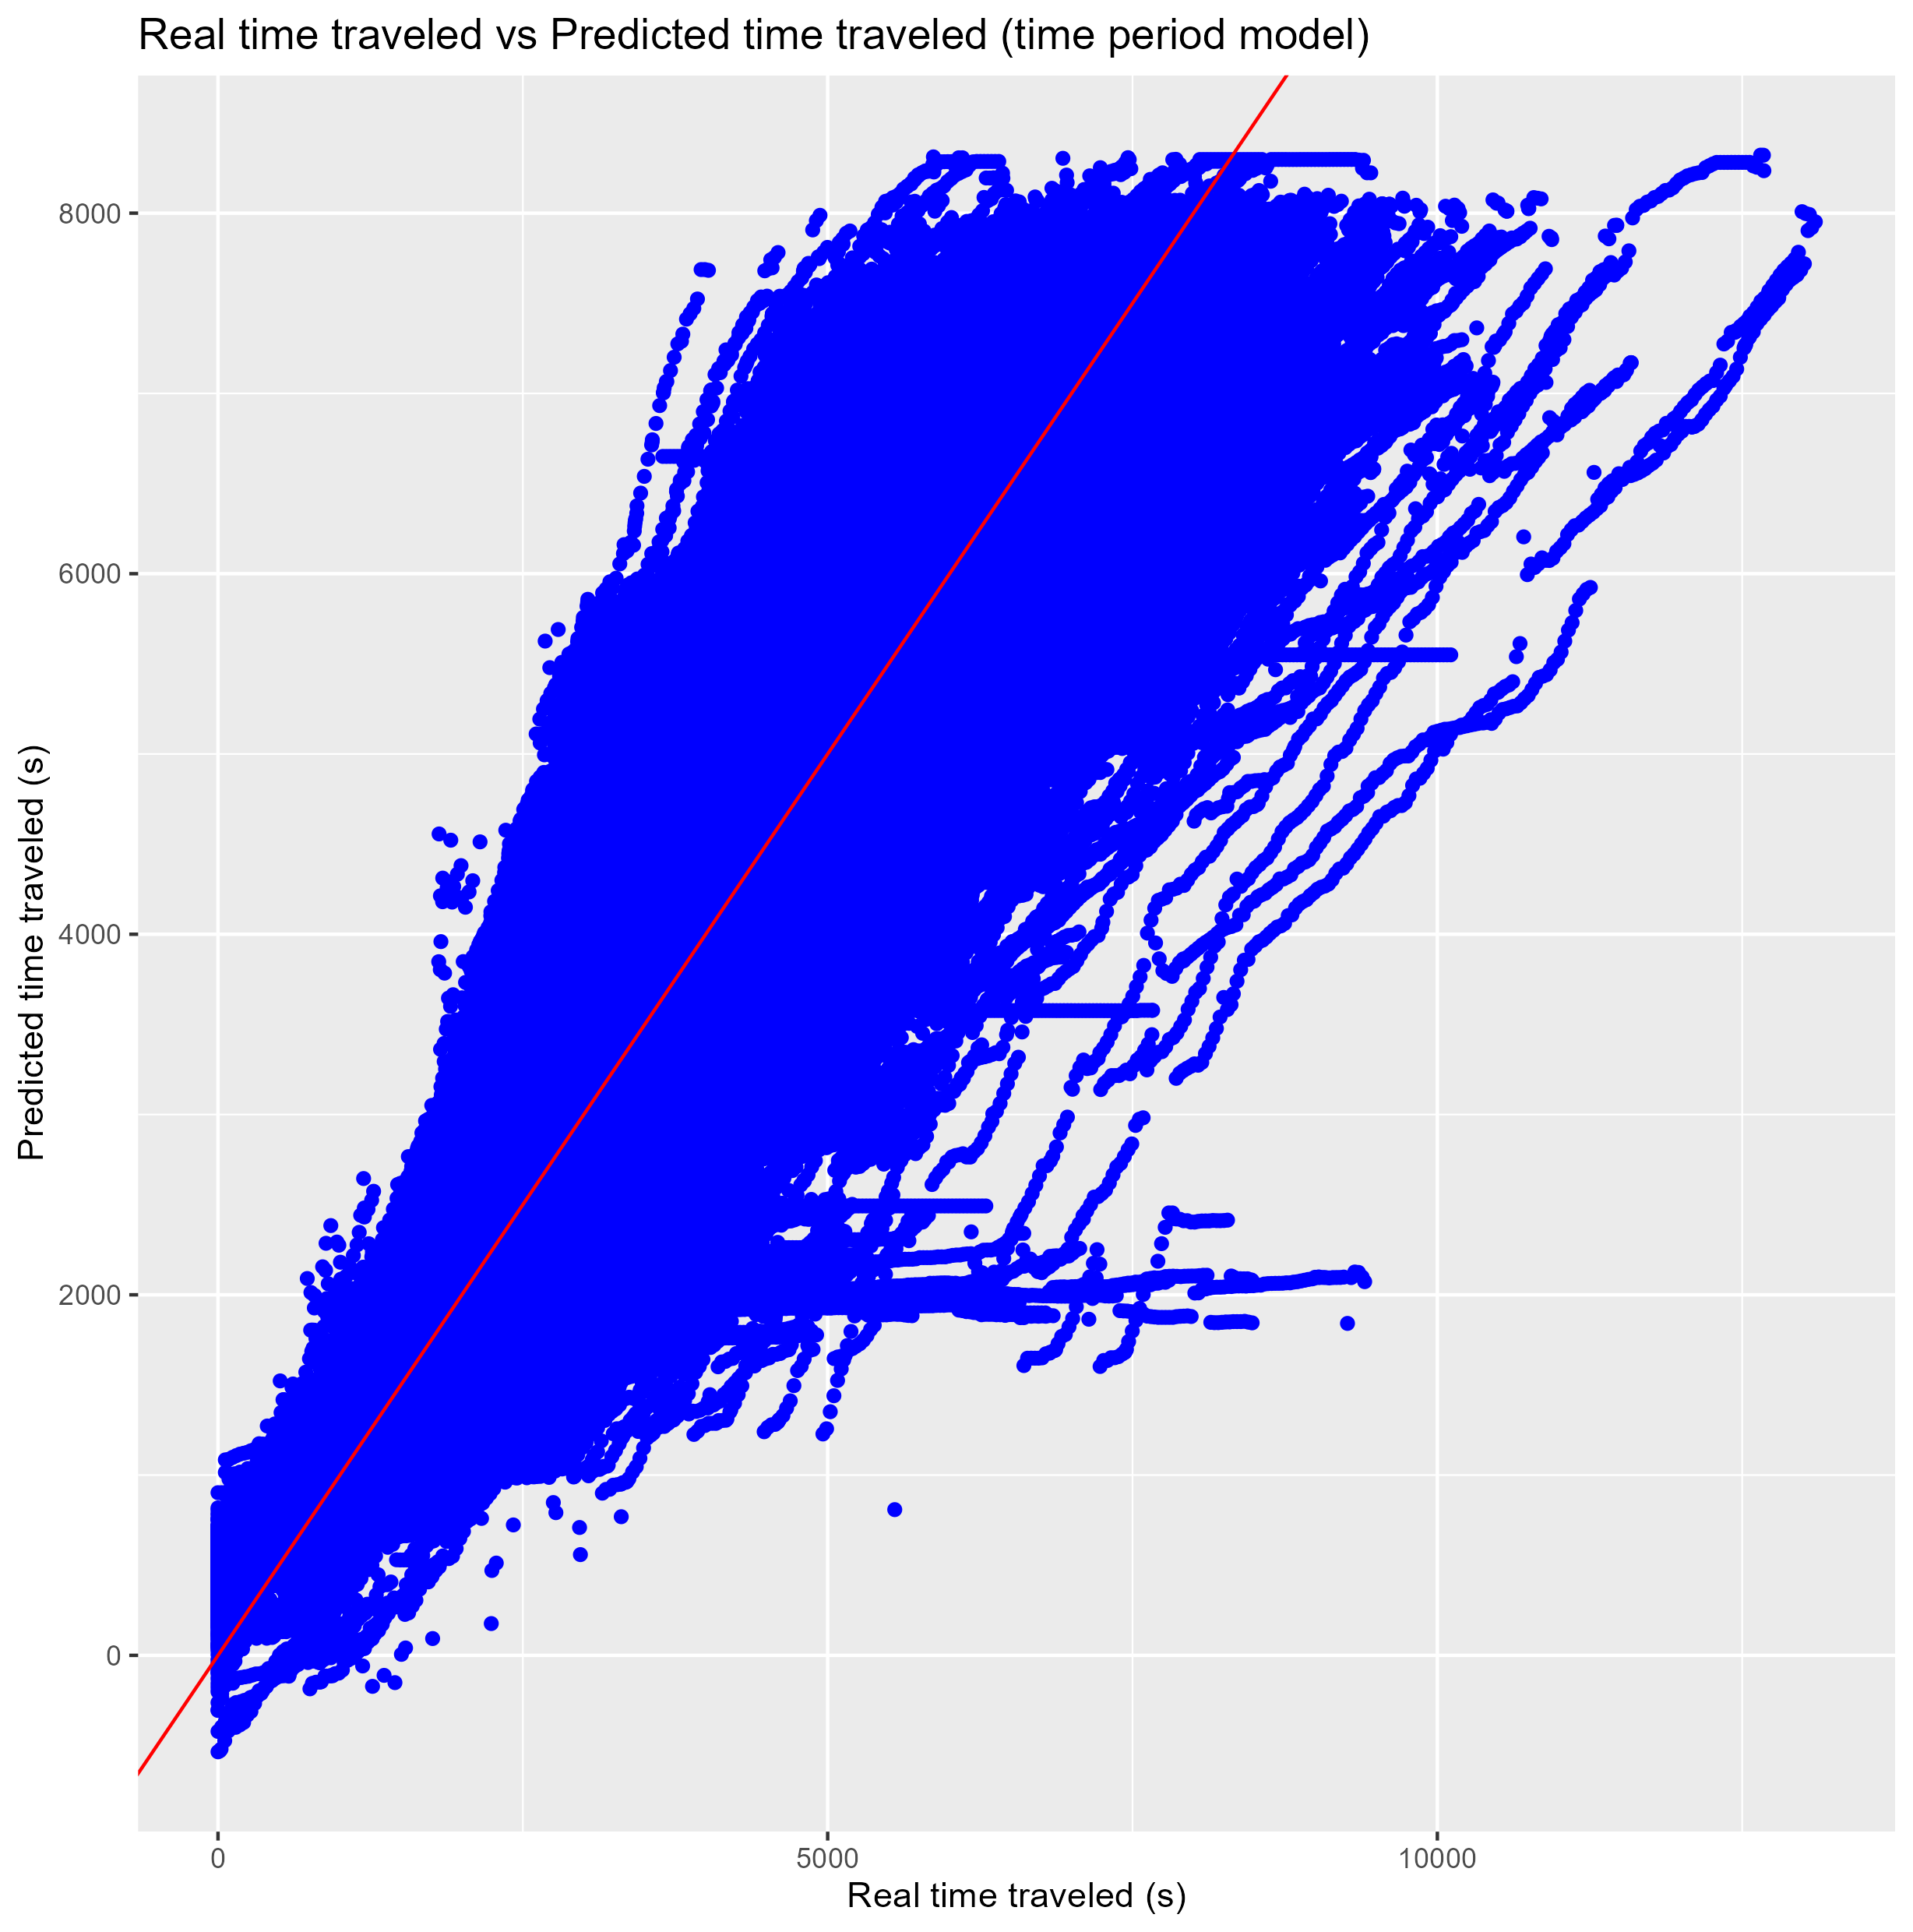 Real time traveled vs Predicted time traveled (time period model)
Predicted time traveled (s)
8000
6000
4000
2000
0
0 5000 10000
Real time traveled (s)